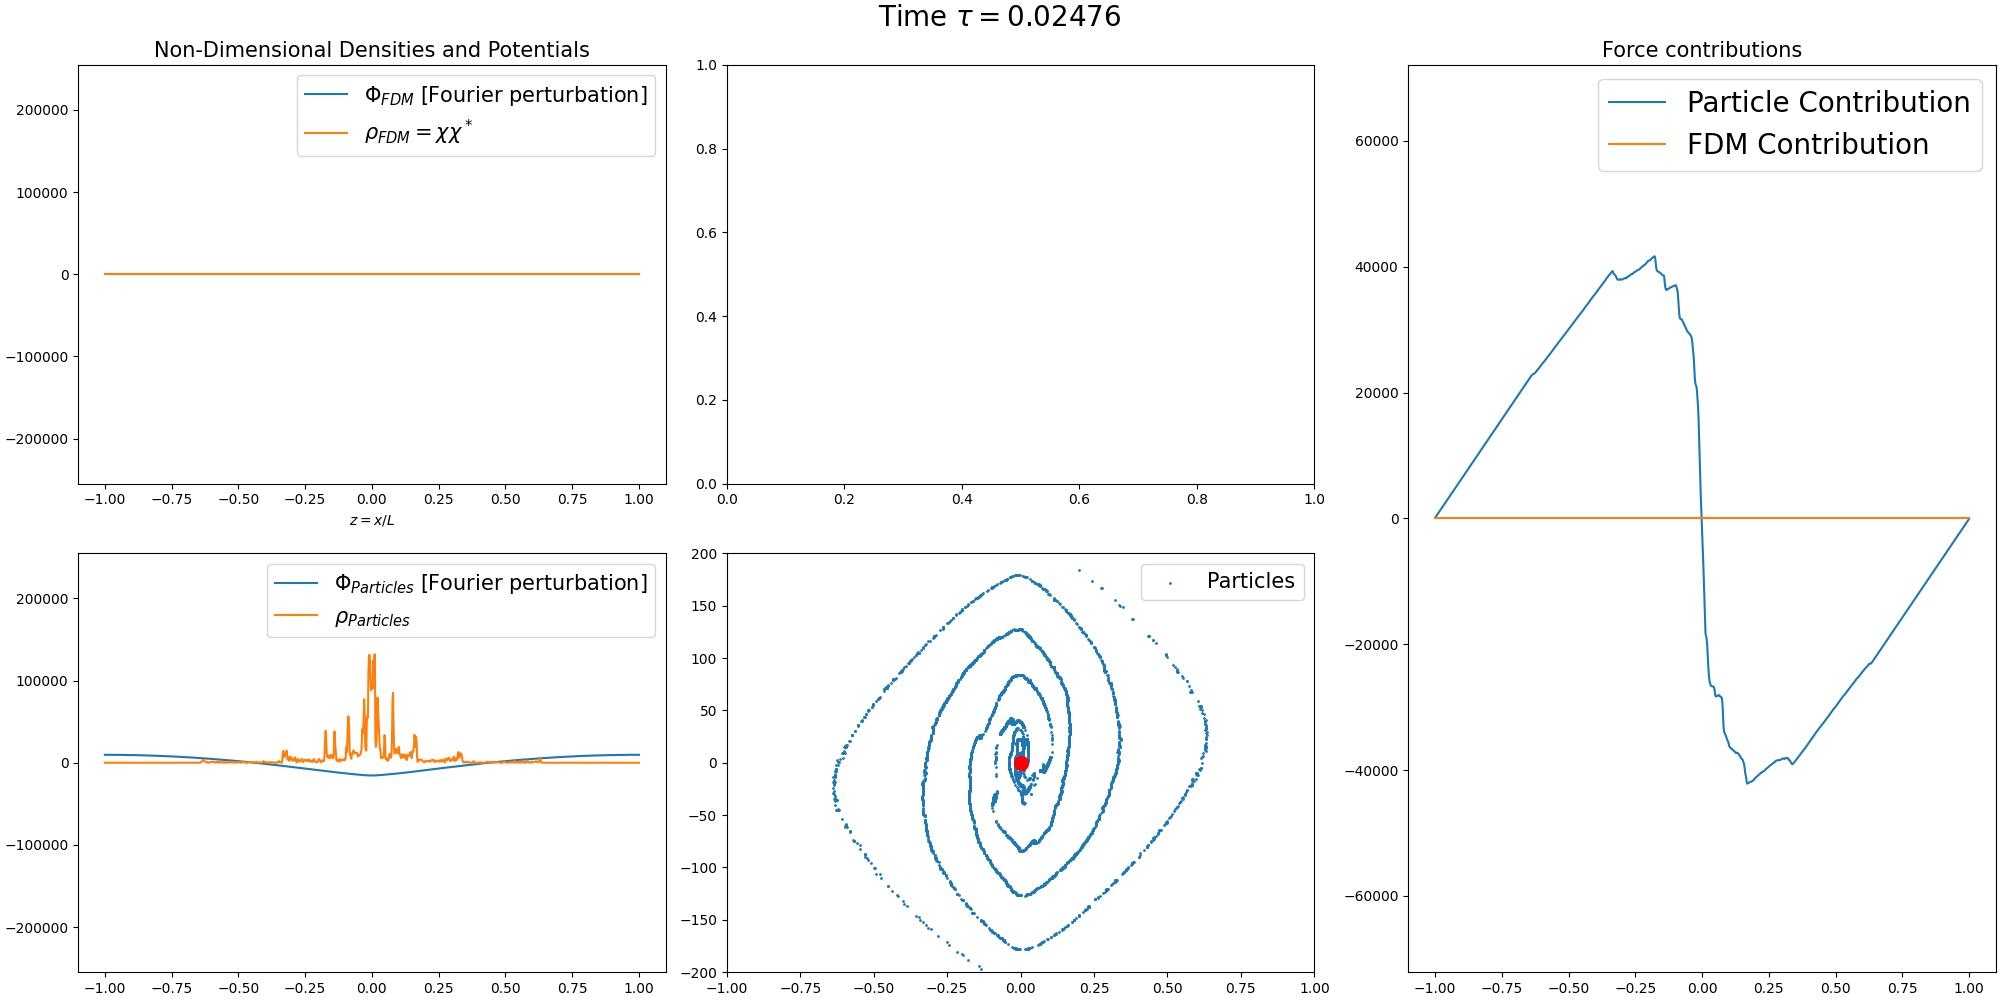 Time τ = 0.02476
Non-Dimensional Densities and Potentials
Φ_FDM [Fourier perturbation]
ρ_FDM = χχ*
200000
100000
0
−100000
−200000
−1.00 −0.75 −0.50 −0.25 0.00 0.25 0.50 0.75 1.00
z = x/L
1.0
0.8
0.6
0.4
0.2
0.0
0.0 0.2 0.4 0.6 0.8 1.0
Force contributions
Particle Contribution
FDM Contribution
60000
40000
20000
0
−20000
−40000
−60000
−1.00 −0.75 −0.50 −0.25 0.00 0.25 0.50 0.75 1.00
Φ_Particles [Fourier perturbation]
ρ_Particles
200000
100000
0
−100000
−200000
−1.00 −0.75 −0.50 −0.25 0.00 0.25 0.50 0.75 1.00
Particles
200
150
100
50
0
−50
−100
−150
−200
−1.00 −0.75 −0.50 −0.25 0.00 0.25 0.50 0.75 1.00